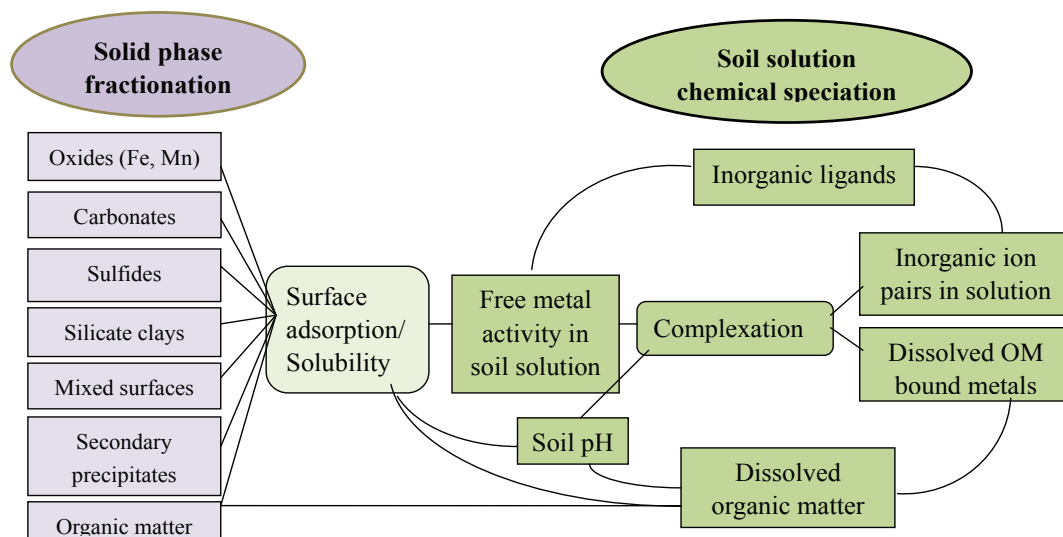 Solid phase
fractionation
Soil solution
chemical speciation
Oxides (Fe, Mn)
Carbonates
Sulfides
Silicate clays
Mixed surfaces
Secondary
precipitates
Organic matter
Surface
adsorption/
Solubility
Free metal
activity in
soil solution
Inorganic ligands
Complexation
Inorganic ion
pairs in solution
Dissolved OM
bound metals
Soil pH
Dissolved
organic matter